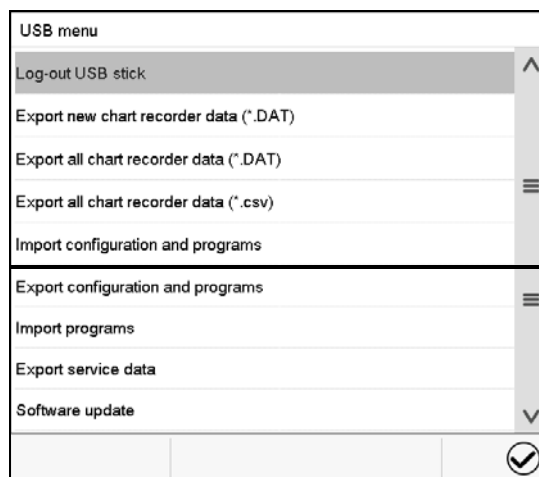 USB menu
Log-out USB stick
Export new chart recorder data (*.DAT)
Export all chart recorder data (*.DAT)
Export all chart recorder data (*.csv)
Import configuration and programs
Export configuration and programs
Import programs
Export service data
Software update